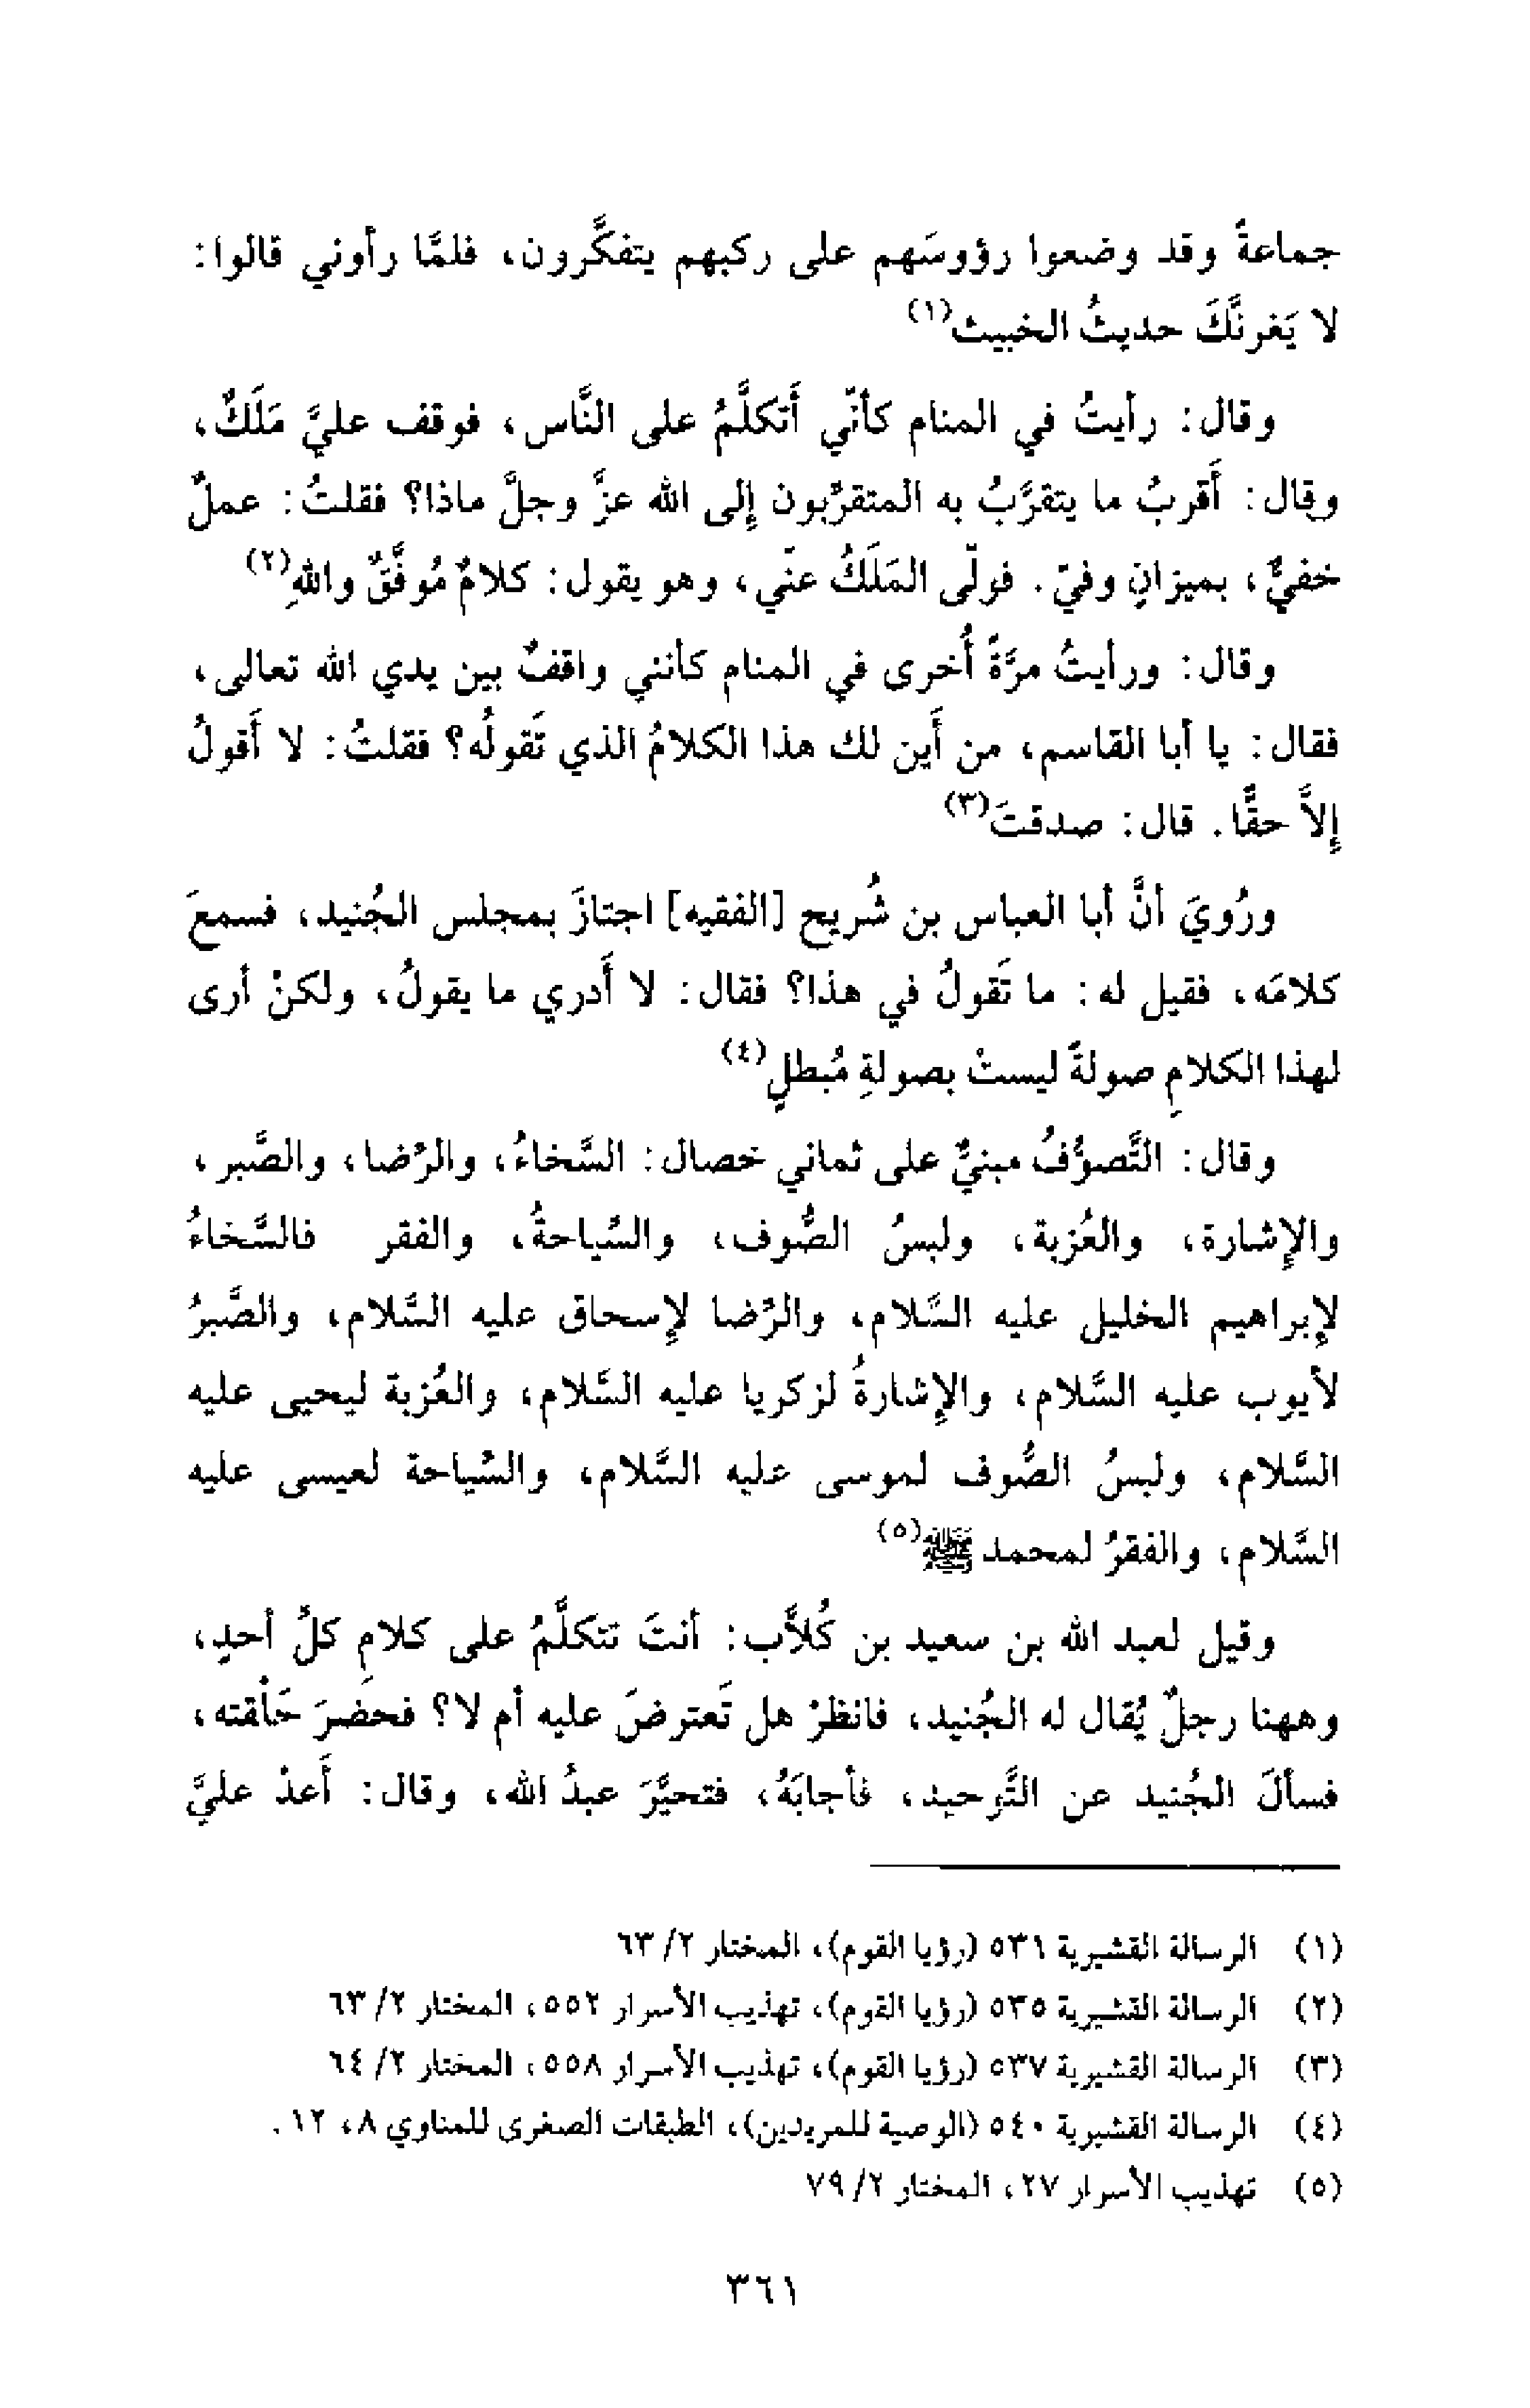 جماعةً وقد وضعوا رؤوسَهم على ركبهم يتفكَّرون، فلمَّا رأوني قالوا:
لا يَغرنَّكَ حديثُ الخبيث(١)
وقال: رأيتُ في المنام كأنّي أَتكلَّمُ على النَّاس، فوقف عليَّ مَلَكٌ،
وقال: أَقربُ ما يتقرَّبُ به المتقرّبون إلى الله عزَّ وجلَّ ماذا؟ فقلتُ: عملٌ
خفيٌّ، بميزانٍ وفيّ. فولّى المَلَكُ عنّي، وهو يقول: كلامٌ مُوفَّقٌ واللهِ(٢)
وقال: ورأيتُ مرَّةً أُخرى في المنام كأنني واقفٌ بين يدي الله تعالى،
فقال: يا أبا القاسم، من أَين لك هذا الكلامُ الذي تَقولُه؟ فقلتُ: لا أَقولُ
إلاَّ حقًّا. قال: صدقتَ(٣)
ورُويَ أنَّ أبا العباس بن شُريح [الفقيه] اجتازَ بمجلس الجُنيد، فسمعَ
كلامَه، فقيل له: ما تَقولُ في هذا؟ فقال: لا أَدري ما يقولُ، ولكنْ أرى
لهذا الكلامِ صولةً ليستْ بصولةِ مُبطلٍ(٤)
وقال: التَّصوُّفُ مبنيٌّ على ثماني خصال: السَّخاءُ، والرّضا، والصَّبر،
والإشارة، والعُزبة، ولبسُ الصُّوف، والسّياحةُ، والفقر فالسَّخاءُ
لإبراهيم الخليل عليه السَّلام، والرّضا لإسحاق عليه السَّلام، والصَّبرُ
لأيوب عليه السَّلام، والإشارةُ لزكريا عليه السَّلام، والعُزبة ليحيى عليه
السَّلام، ولبسُ الصُّوف لموسى عليه السَّلام، والسّياحة لعيسى عليه
السَّلام، والفقرُ لمحمد ﷺ(٥)
وقيل لعبد الله بن سعيد بن كُلاَّب: أنتَ تتكلَّمُ على كلامِ كلِّ أحدٍ،
وههنا رجلٌ يُقال له الجُنيد، فانظرْ هل تَعترضَ عليه أم لا؟ فحضرَ حَلْقته،
فسألَ الجُنيد عن التَّوحيد، فأجابَهُ، فتحيَّرَ عبدُ الله، وقال: أَعدْ عليَّ
(١) الرسالة القشيرية ٥٣١ (رؤيا القوم)، المختار ٢/ ٦٣
(٢) الرسالة القشيرية ٥٣٥ (رؤيا القوم)، تهذيب الأسرار ٥٥٢، المختار ٢/ ٦٣
(٣) الرسالة القشيرية ٥٣٧ (رؤيا القوم)، تهذيب الأسرار ٥٥٨، المختار ٢/ ٦٤
(٤) الرسالة القشيرية ٥٤٠ (الوصية للمريدين)، الطبقات الصغرى للمناوي ٨، ١٢.
(٥) تهذيب الأسرار ٢٧، المختار ٢/ ٧٩
٣٦١